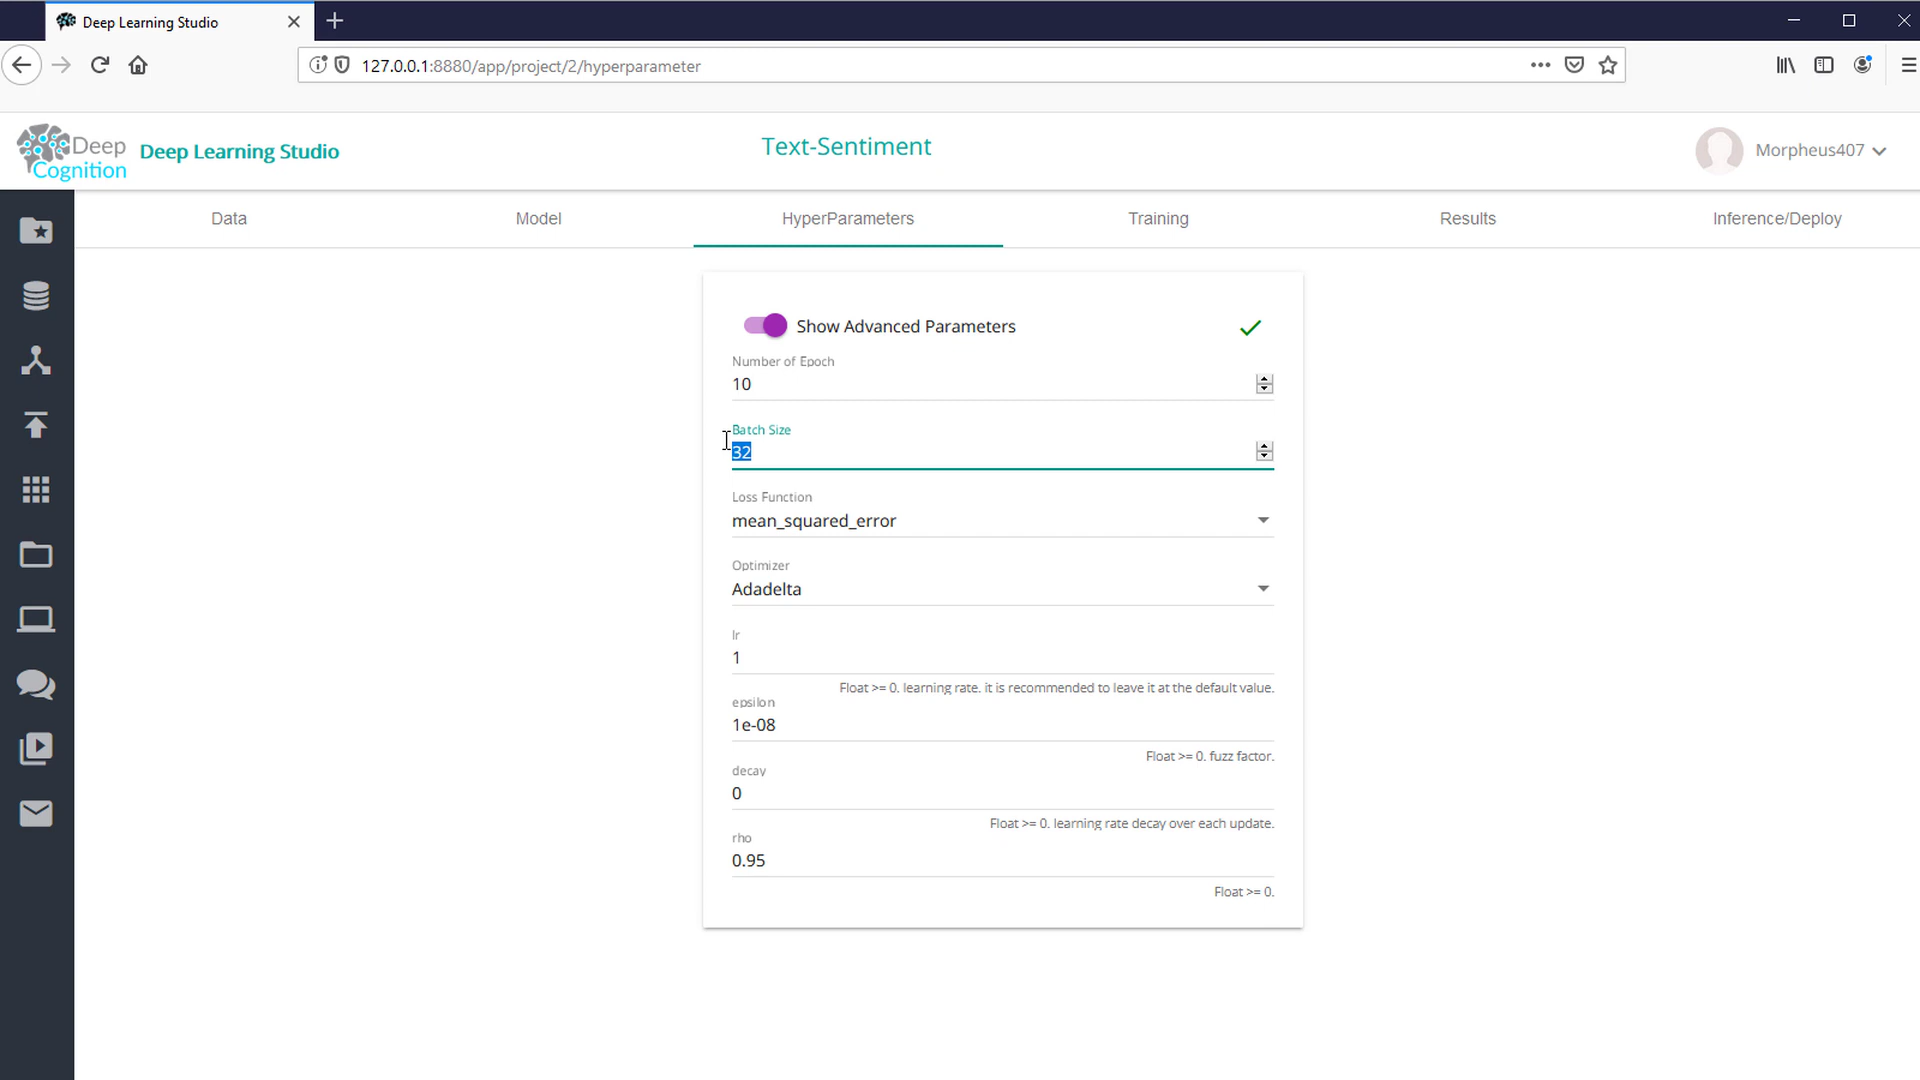 Deep Learning Studio
127.0.0.1:8880/app/project/2/hyperparameter
Deep
Cognition
Deep Learning Studio
Text-Sentiment
Morpheus407
Data
Model
HyperParameters
Training
Results
Inference/Deploy
Show Advanced Parameters
Number of Epoch
10
Batch Size
32
Loss Function
mean_squared_error
Optimizer
Adadelta
lr
1
Float >= 0. learning rate. it is recommended to leave it at the default value.
epsilon
1e-08
Float >= 0. fuzz factor.
decay
0
Float >= 0. learning rate decay over each update.
rho
0.95
Float >= 0.